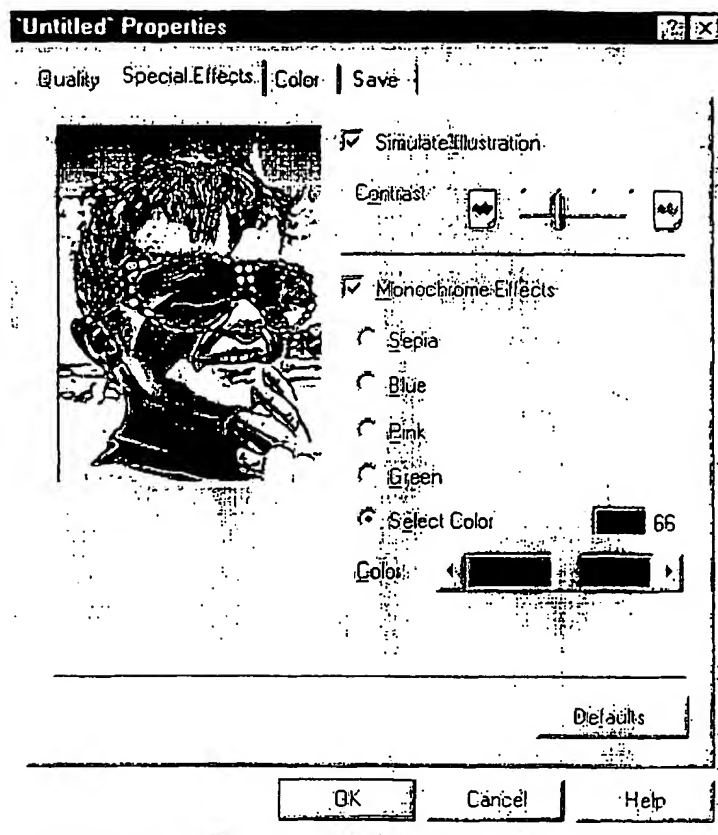 `Untitled` Properties
Quality Special Effects Color Save
Simulate Illustration
Contrast
Monochrome Effects
Sepia
Blue
Pink
Green
Select Color 66
Color
Defaults
OK Cancel Help